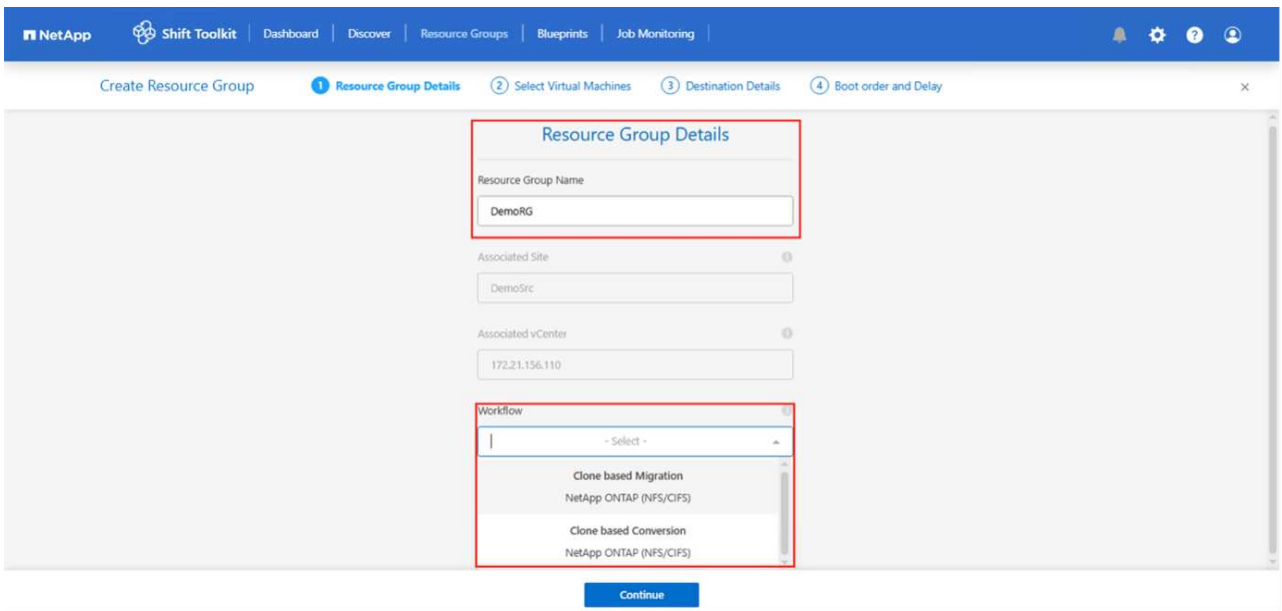 NetApp
Shift Toolkit
Dashboard
Discover
Resource Groups
Blueprints
Job Monitoring
Create Resource Group
1 Resource Group Details
2 Select Virtual Machines
3 Destination Details
4 Boot order and Delay
Resource Group Details
Resource Group Name
DemoRG
Associated Site
DemoSrc
Associated vCenter
172.21.156.110
Workflow
- Select -
Clone based Migration
NetApp ONTAP (NFS/CIFS)
Clone based Conversion
NetApp ONTAP (NFS/CIFS)
Continue